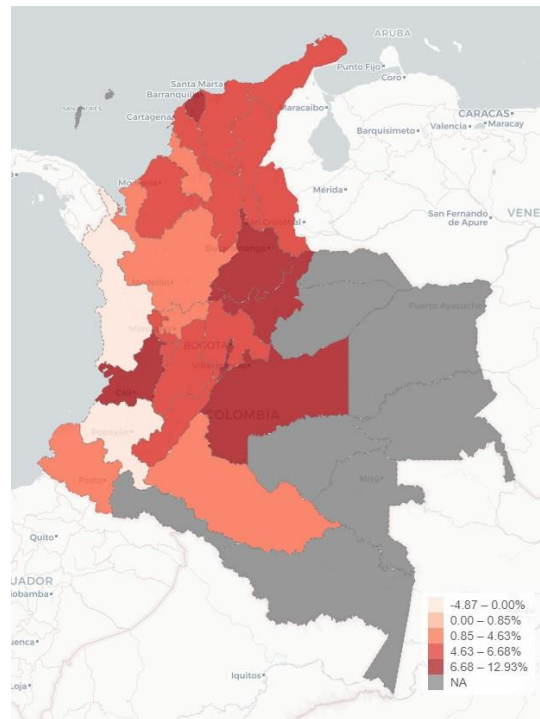 ARUBA
Punto Fijo
Coro
Santa Marta
Barranquilla
Maracaibo
CARACAS
Cartagena
Barquisimeto
Valencia
Maracay
Mérida
San Cristóbal
San Fernando
de Apure
VENE
Bucaramanga
Puerto Ayacucho
Medellín
BOGOTÁ
Villavicencio
Cali
COLOMBIA
Popayán
Mitú
Pasto
Quito
UADOR
iobamba
uenca
Loja
Iquitos
-4.87 – 0.00%
0.00 – 0.85%
0.85 – 4.63%
4.63 – 6.68%
6.68 – 12.93%
NA